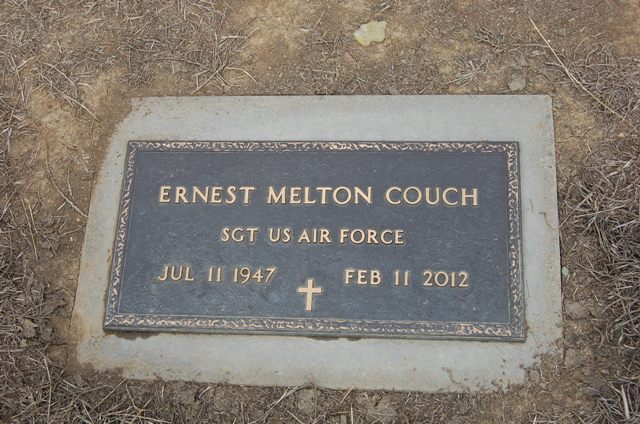 ERNEST MELTON COUCH
SGT US AIR FORCE
JUL 11 1947 FEB 11 2012